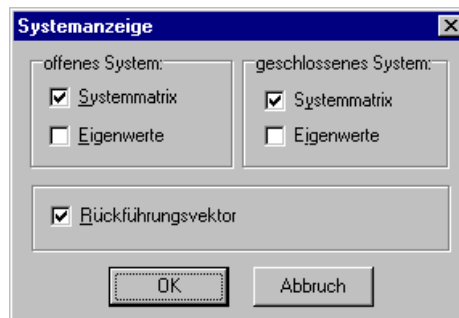 Systemanzeige
offenes System:
Systemmatrix
Eigenwerte
geschlossenes System:
Systemmatrix
Eigenwerte
Rückführungsvektor
OK
Abbruch